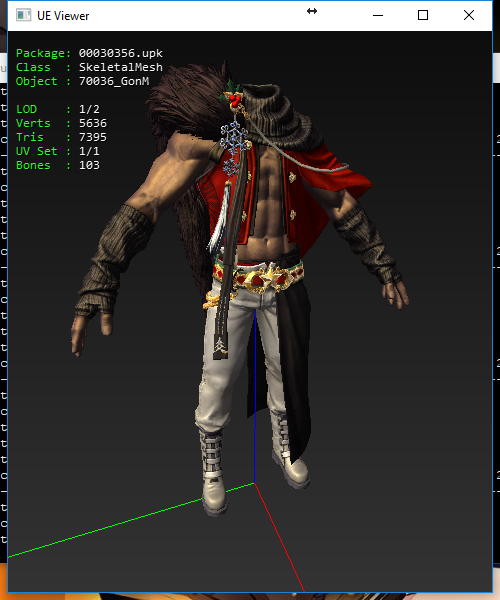 UE Viewer
Package: 00030356.upk
Class : SkeletalMesh
Object : 70036_GonM
LOD : 1/2
Verts : 5636
Tris : 7395
UV Set : 1/1
Bones : 103